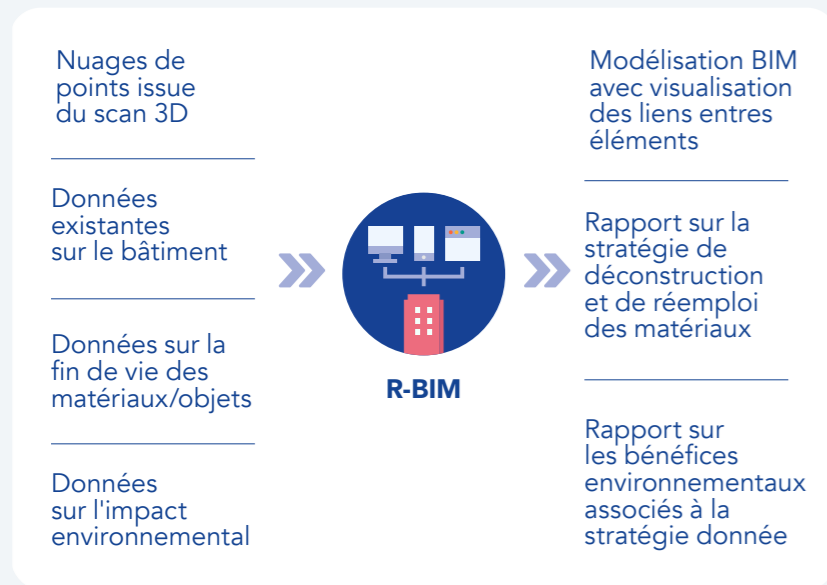 Nuages de
points issue
du scan 3D
Données
existantes
sur le bâtiment
Données sur la
fin de vie des
matériaux/objets
Données
sur l'impact
environnemental
R-BIM
Modélisation BIM
avec visualisation
des liens entres
éléments
Rapport sur la
stratégie de
déconstruction
et de réemploi
des matériaux
Rapport sur
les bénéfices
environnementaux
associés à la
stratégie donnée